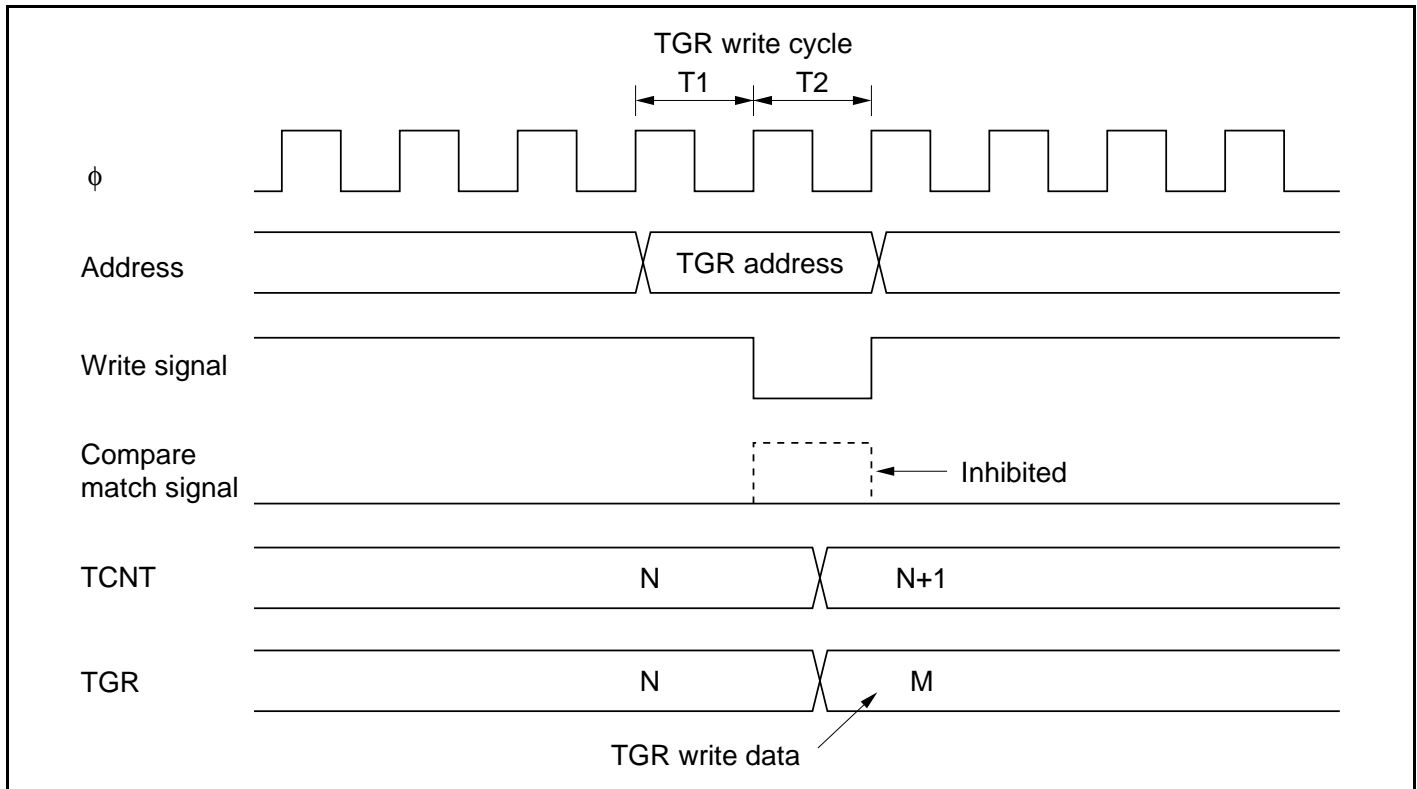 TGR write cycle
T1 T2
ϕ
Address TGR address
Write signal
Compare
match signal Inhibited
TCNT N N+1
TGR N M
TGR write data